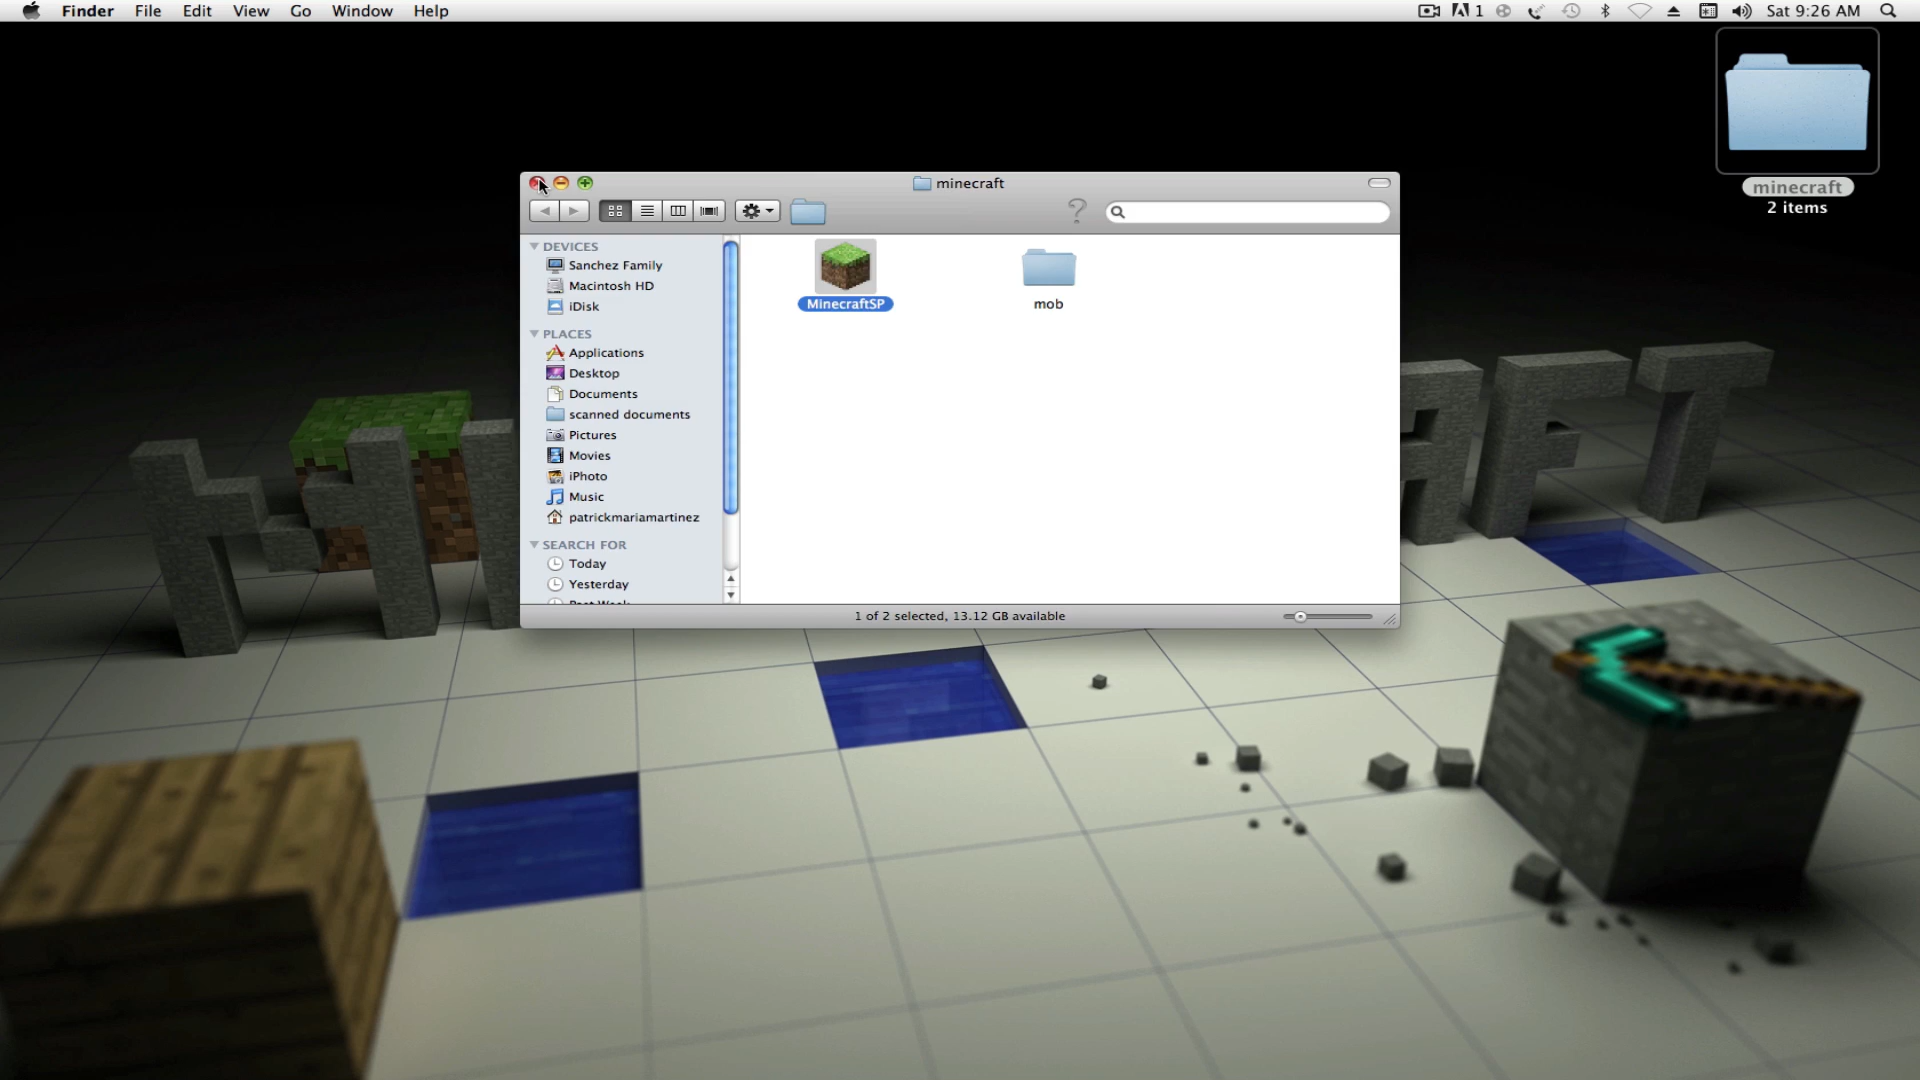 Finder File Edit View Go Window Help
1 Sat 9:26 AM
minecraft
2 items
minecraft
DEVICES
Sanchez Family
Macintosh HD
iDisk
PLACES
Applications
Desktop
Documents
scanned documents
Pictures
Movies
iPhoto
Music
patrickmariamartinez
SEARCH FOR
Today
Yesterday
Past Week
MinecraftSP
mob
1 of 2 selected, 13.12 GB available